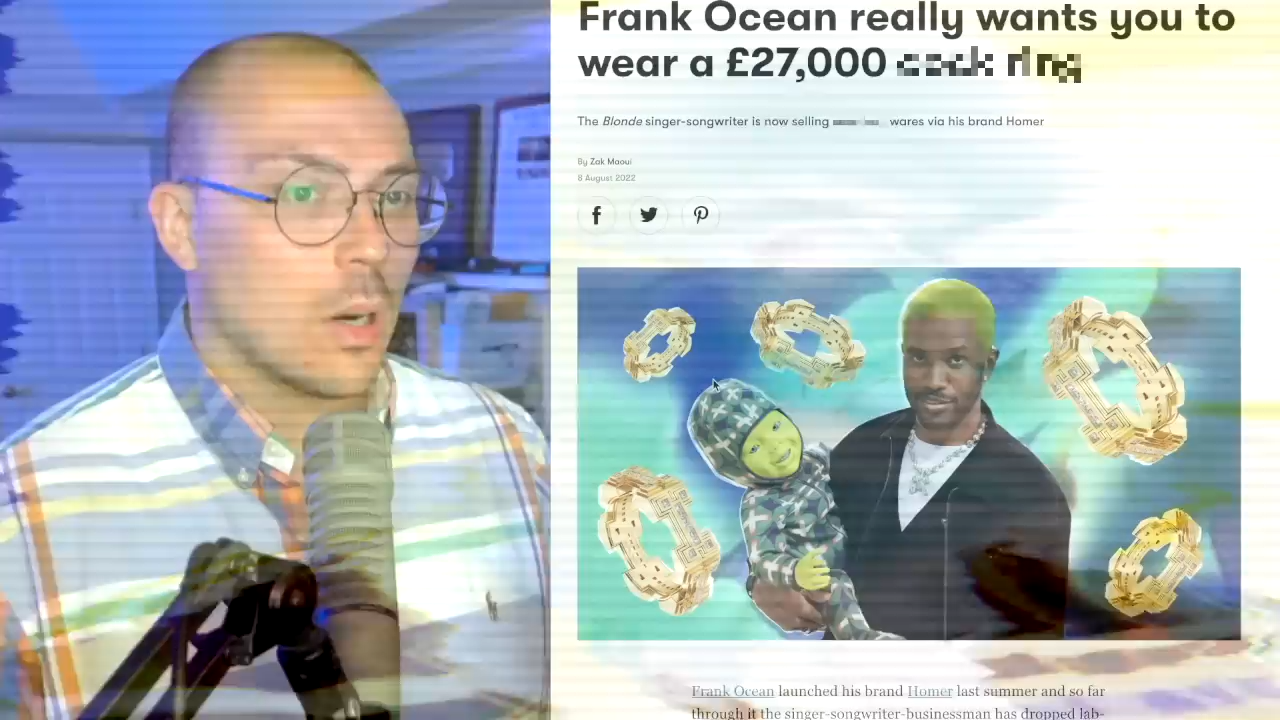 Frank Ocean really wants you to
wear a £27,000
The Blonde singer-songwriter is now selling wares via his brand Homer
By Zak Maoui
8 August 2022
Frank Ocean launched his brand Homer last summer and so far
through it the singer-songwriter-businessman has dropped lab-